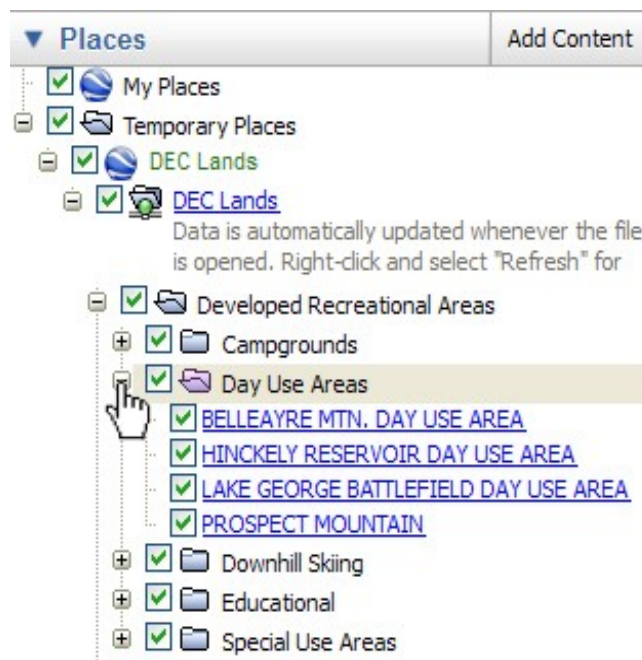 Places
Add Content
My Places
Temporary Places
DEC Lands
DEC Lands
Data is automatically updated whenever the file
is opened. Right-click and select "Refresh" for
Developed Recreational Areas
Campgrounds
Day Use Areas
BELLEAYRE MTN. DAY USE AREA
HINCKELY RESERVOIR DAY USE AREA
LAKE GEORGE BATTLEFIELD DAY USE AREA
PROSPECT MOUNTAIN
Downhill Skiing
Educational
Special Use Areas